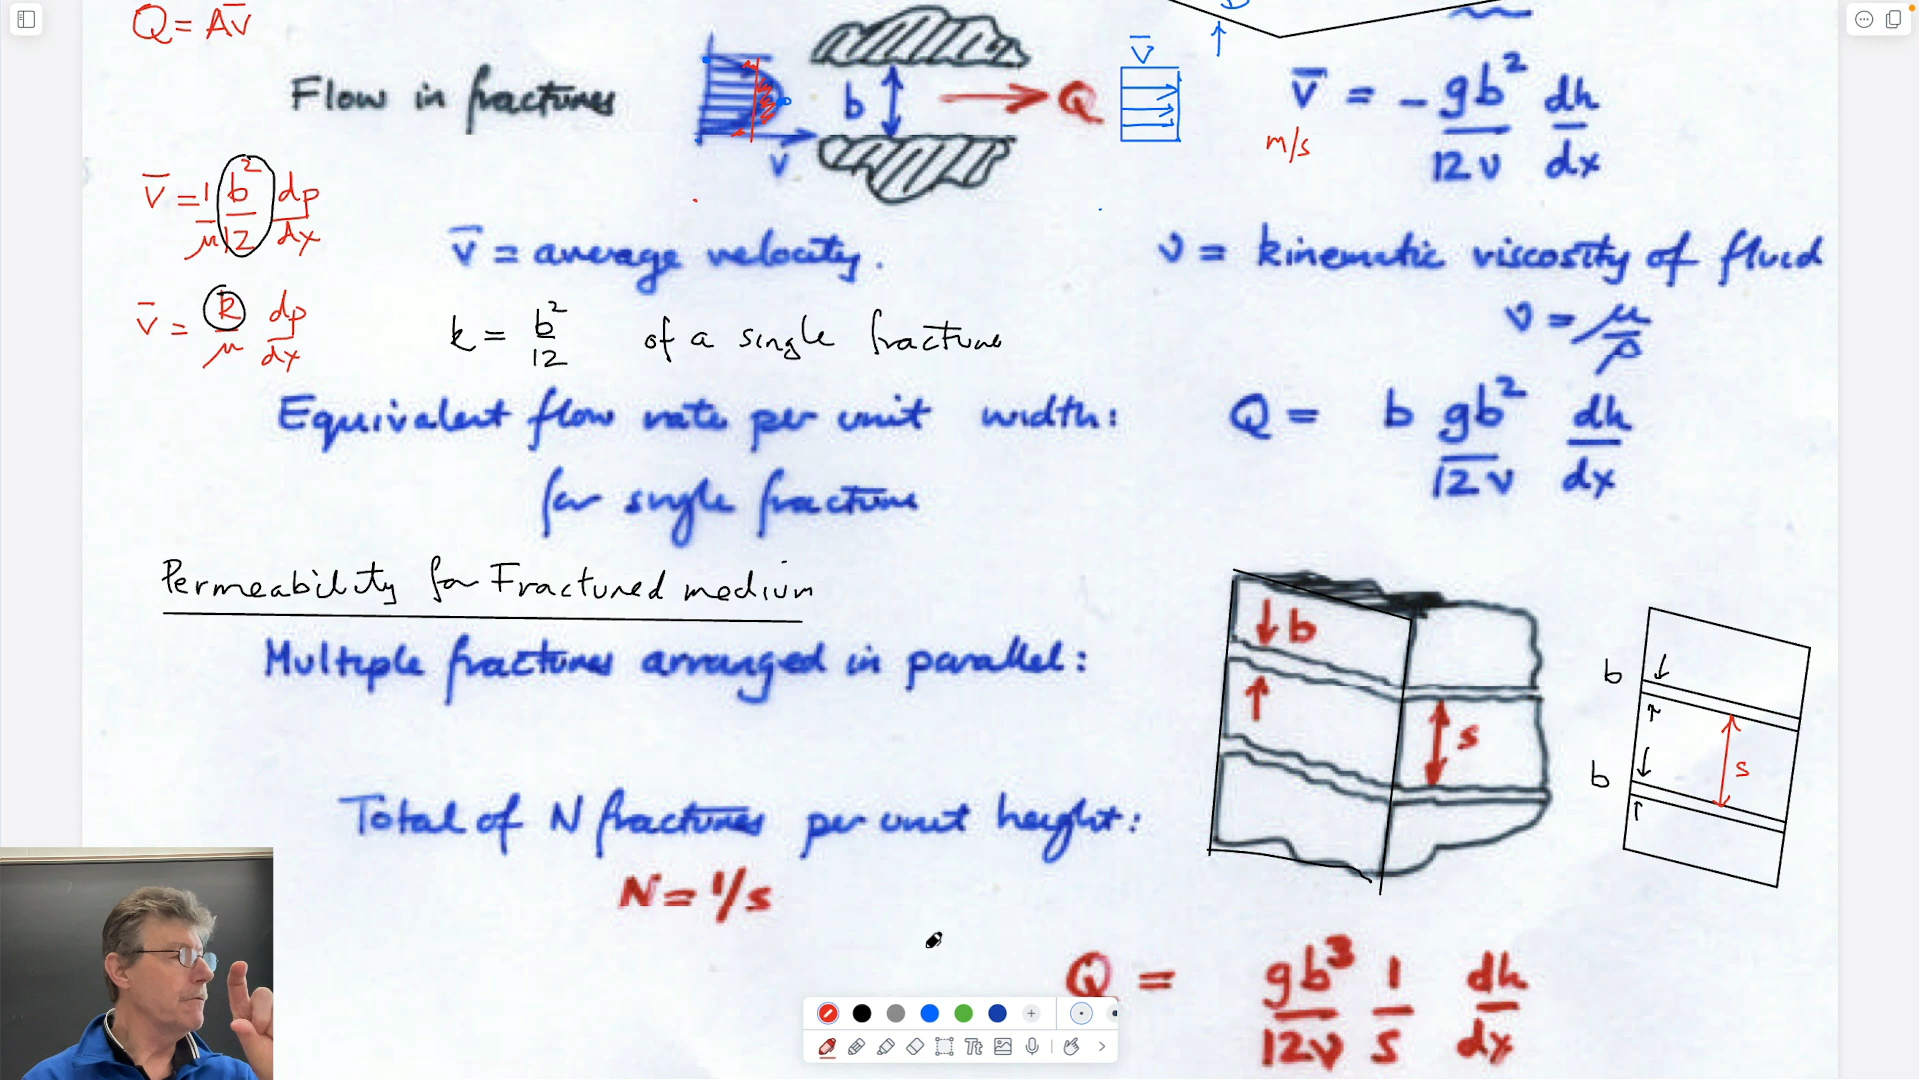 Q = Av̄
Flow in fractures
v
b
Q
v̄
v̄ = - gb²/12ν dh/dx
m/s
v̄ = 1/μ b²/12 dp/dx
v̄ = average velocity.
ν = kinematic viscosity of fluid
ν = μ/ρ
v̄ = k/μ dp/dx
k = b²/12 of a single fracture
Equivalent flow rate per unit width:
Q = b gb²/12ν dh/dx
for single fracture
Permeability for Fractured medium
Multiple fractures arranged in parallel:
b
s
b
b
s
Total of N fractures per unit height:
N = 1/s
Q = gb³/12ν 1/s dh/dx
Tt